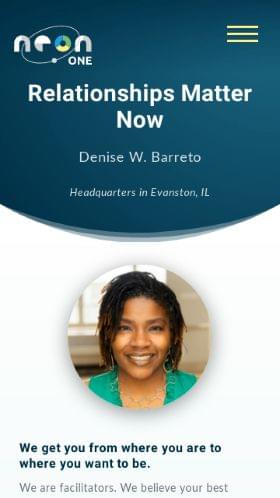 neon
ONE
Relationships Matter
Now
Denise W. Barreto
Headquarters in Evanston, IL
We get you from where you are to
where you want to be.
We are facilitators. We believe your best